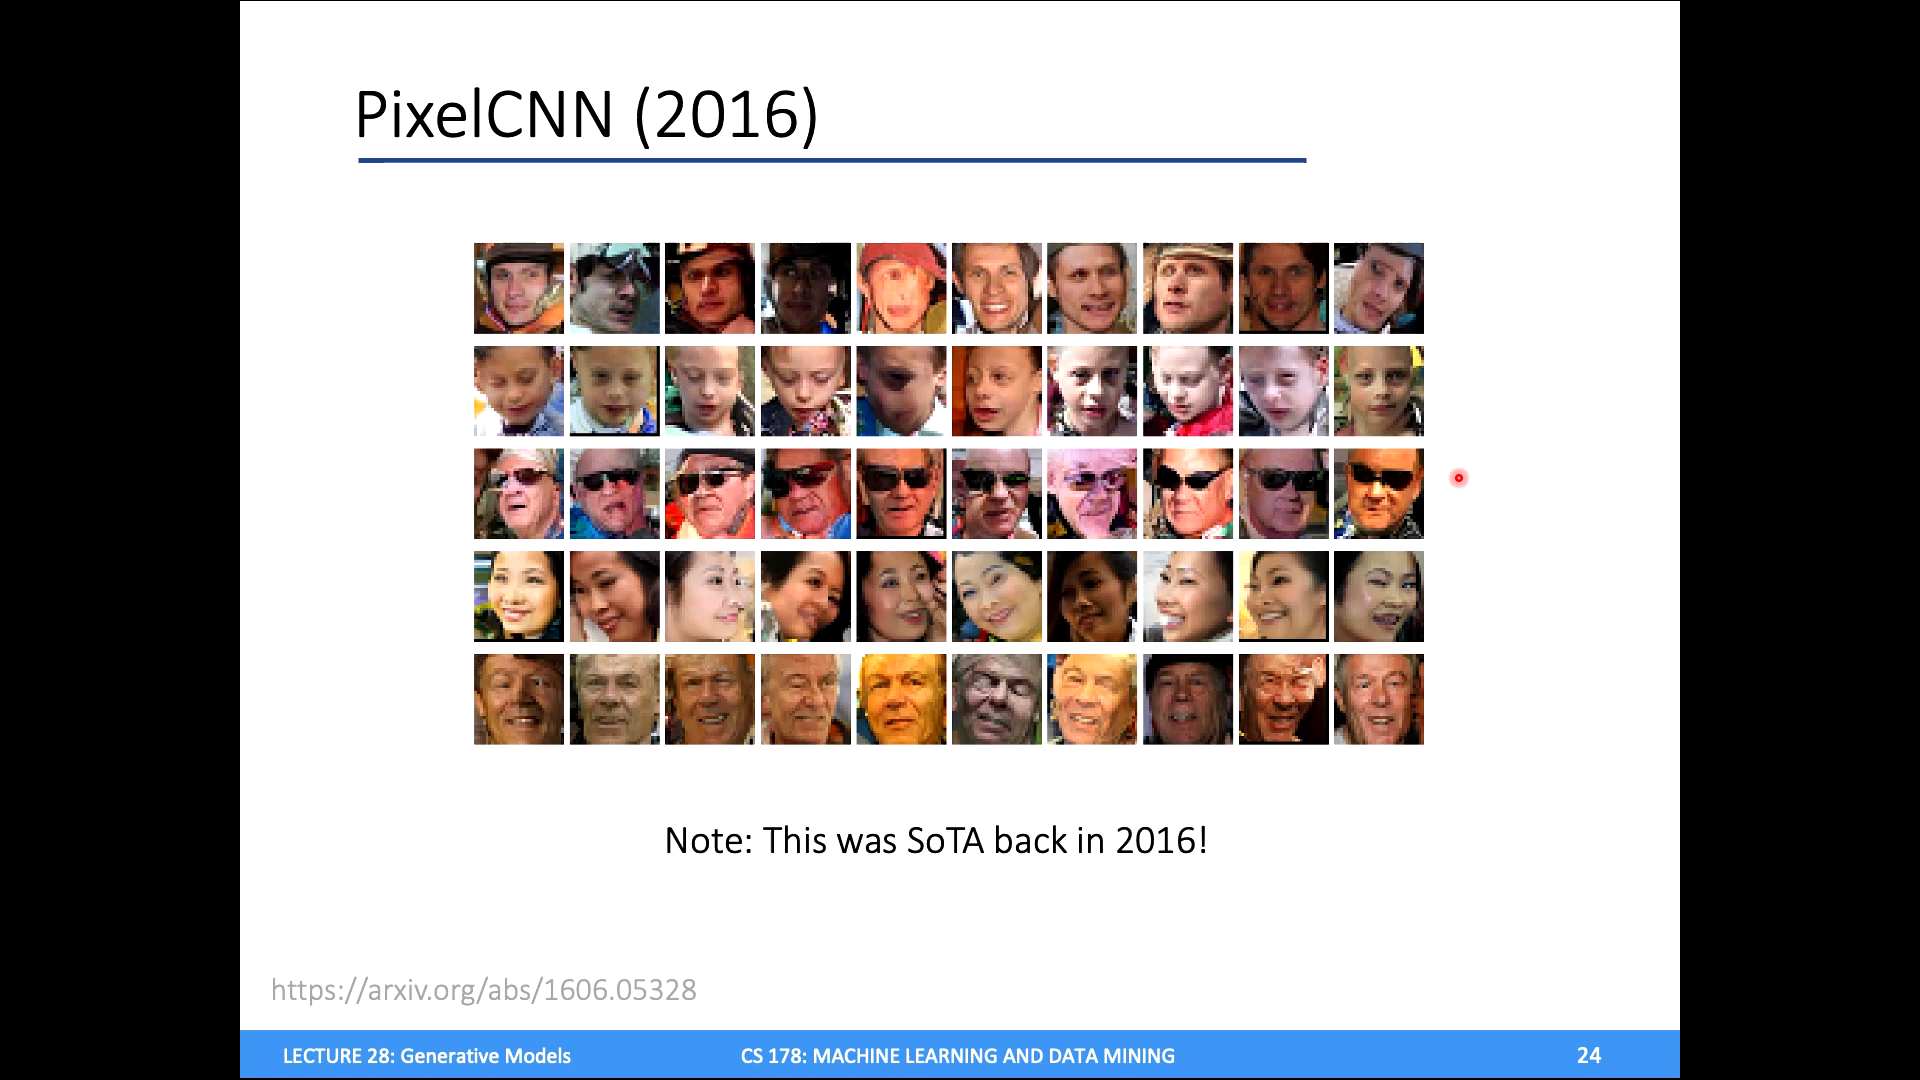 PixelCNN (2016)
Note: This was SoTA back in 2016!
https://arxiv.org/abs/1606.05328
LECTURE 28: Generative Models
CS 178: MACHINE LEARNING AND DATA MINING
24